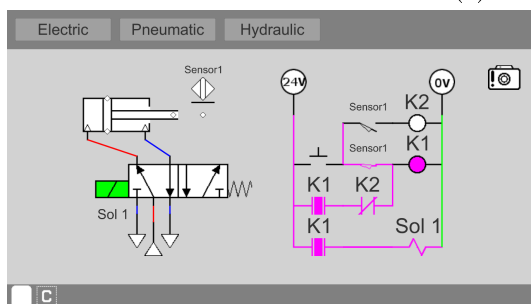 Electric Pneumatic Hydraulic
Sensor1
24V
0V
Sensor1 K2
Sensor1 K1
K1 K2
Sol 1
K1 Sol 1
C